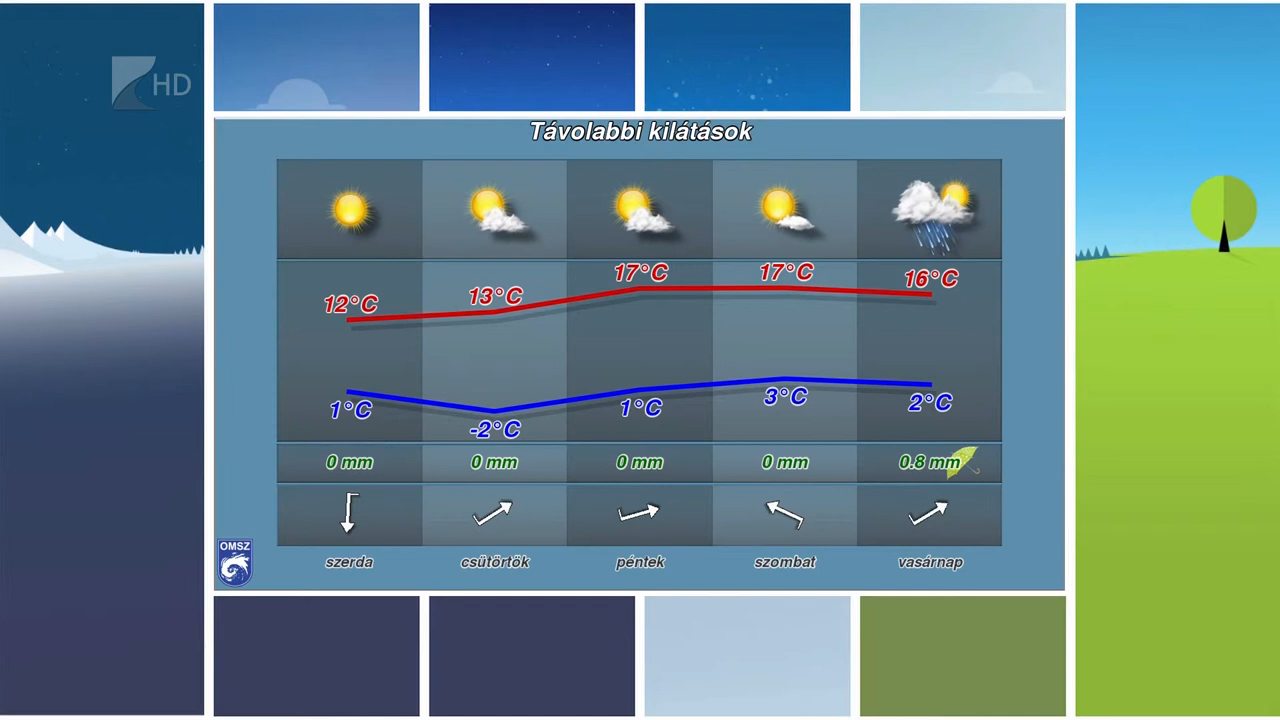 HD
Távolabbi kilátások
12°C 13°C 17°C 17°C 16°C
1°C -2°C 1°C 3°C 2°C
0 mm 0 mm 0 mm 0 mm 0.8 mm
OMSZ
szerda csütörtök péntek szombat vasárnap